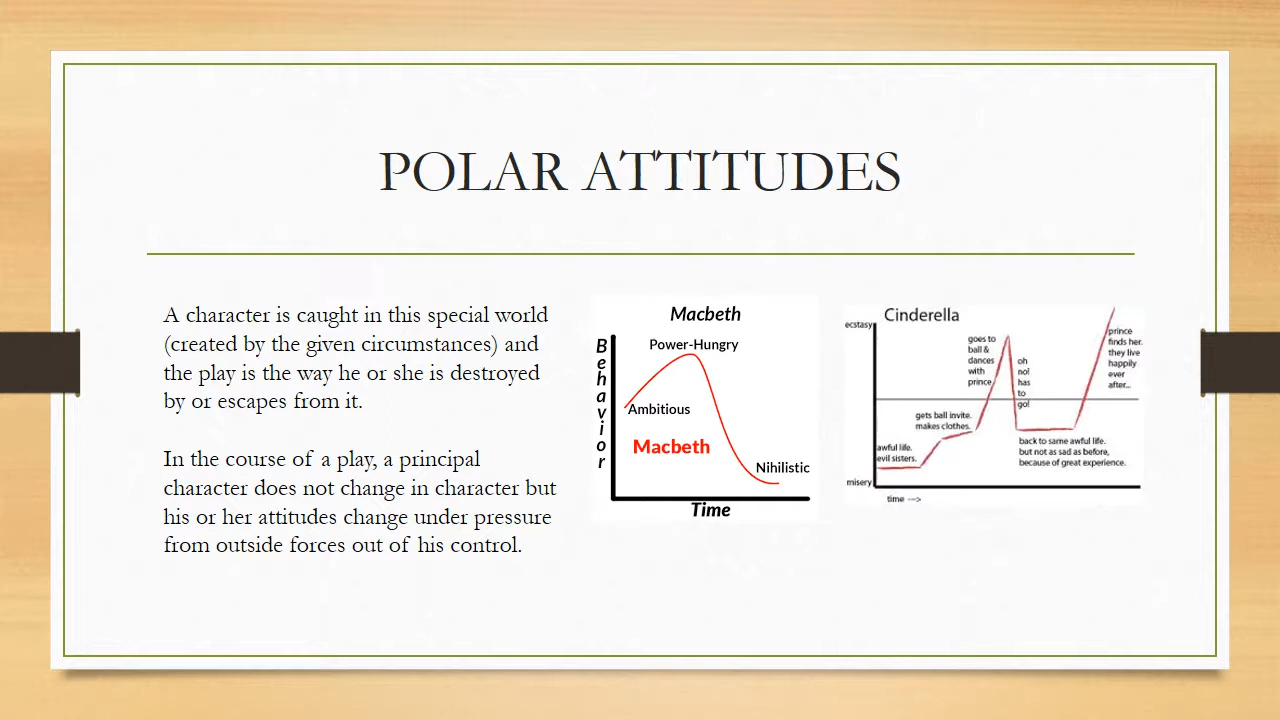 POLAR ATTITUDES
A character is caught in this special world
(created by the given circumstances) and
the play is the way he or she is destroyed
by or escapes from it.
In the course of a play, a principal
character does not change in character but
his or her attitudes change under pressure
from outside forces out of his control.
Macbeth
Behavior
Power-Hungry
Ambitious
Macbeth
Nihilistic
Time
Cinderella
ecstasy
misery
time --->
awful life.
evil sisters.
gets ball invite.
makes clothes.
goes to
ball &
dances
with
prince.
oh
no!
has
to
go!
back to same awful life.
but not as sad as before,
because of great experience.
prince
finds her.
they live
happily
ever
after...